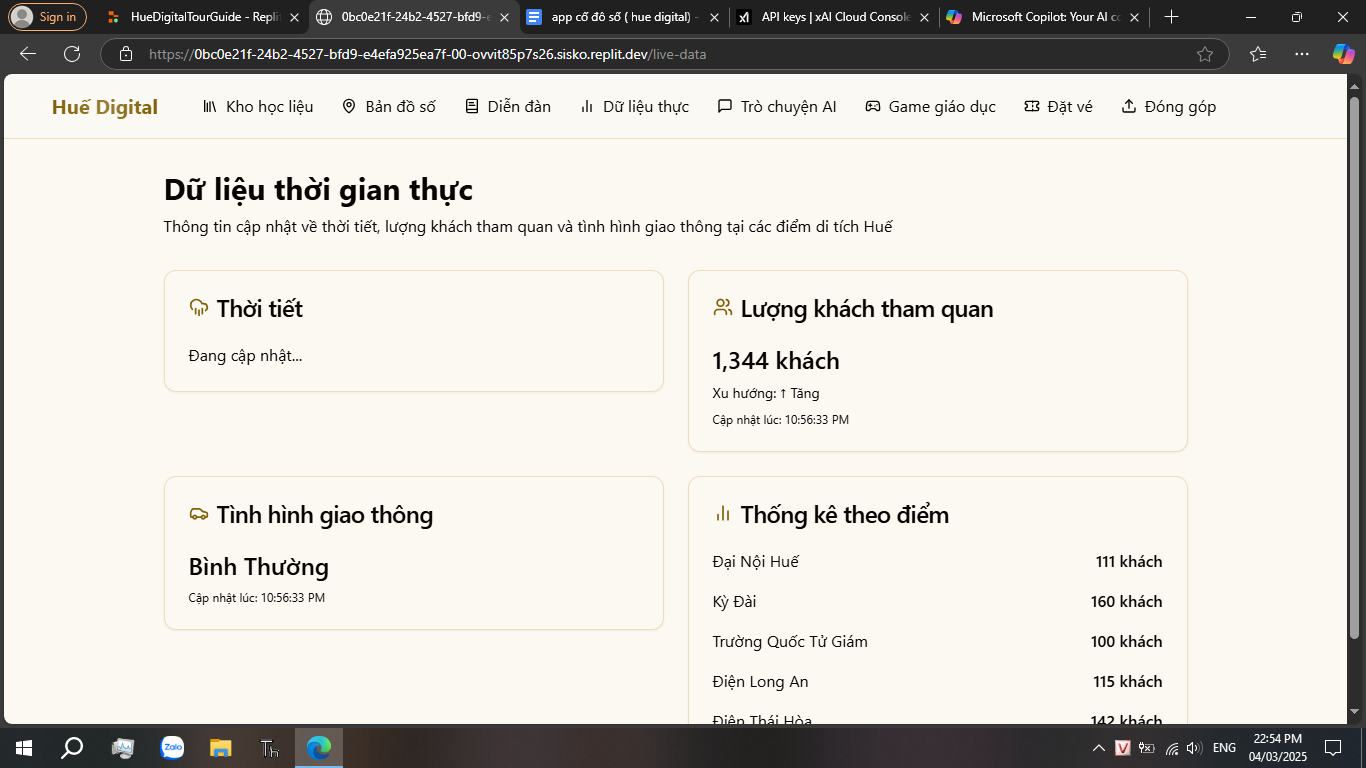 Sign in
HueDigitalTourGuide - Repli
0bc0e21f-24b2-4527-bfd9-e
app cố đô số ( hue digital) -
API keys | xAI Cloud Console
Microsoft Copilot: Your AI co
https://0bc0e21f-24b2-4527-bfd9-e4efa925ea7f-00-ovvit85p7s26.sisko.replit.dev/live-data
Huế Digital
Kho học liệu
Bản đồ số
Diễn đàn
Dữ liệu thực
Trò chuyện AI
Game giáo dục
Đặt vé
Đóng góp
Dữ liệu thời gian thực
Thông tin cập nhật về thời tiết, lượng khách tham quan và tình hình giao thông tại các điểm di tích Huế
Thời tiết
Đang cập nhật...
Lượng khách tham quan
1,344 khách
Xu hướng: ↑ Tăng
Cập nhật lúc: 10:56:33 PM
Tình hình giao thông
Bình Thường
Cập nhật lúc: 10:56:33 PM
Thống kê theo điểm
Đại Nội Huế 111 khách
Kỳ Đài 160 khách
Trường Quốc Tử Giám 100 khách
Điện Long An 115 khách
Điện Thái Hòa 142 khách
Zalo
Th
V
ENG
22:54 PM
04/03/2025